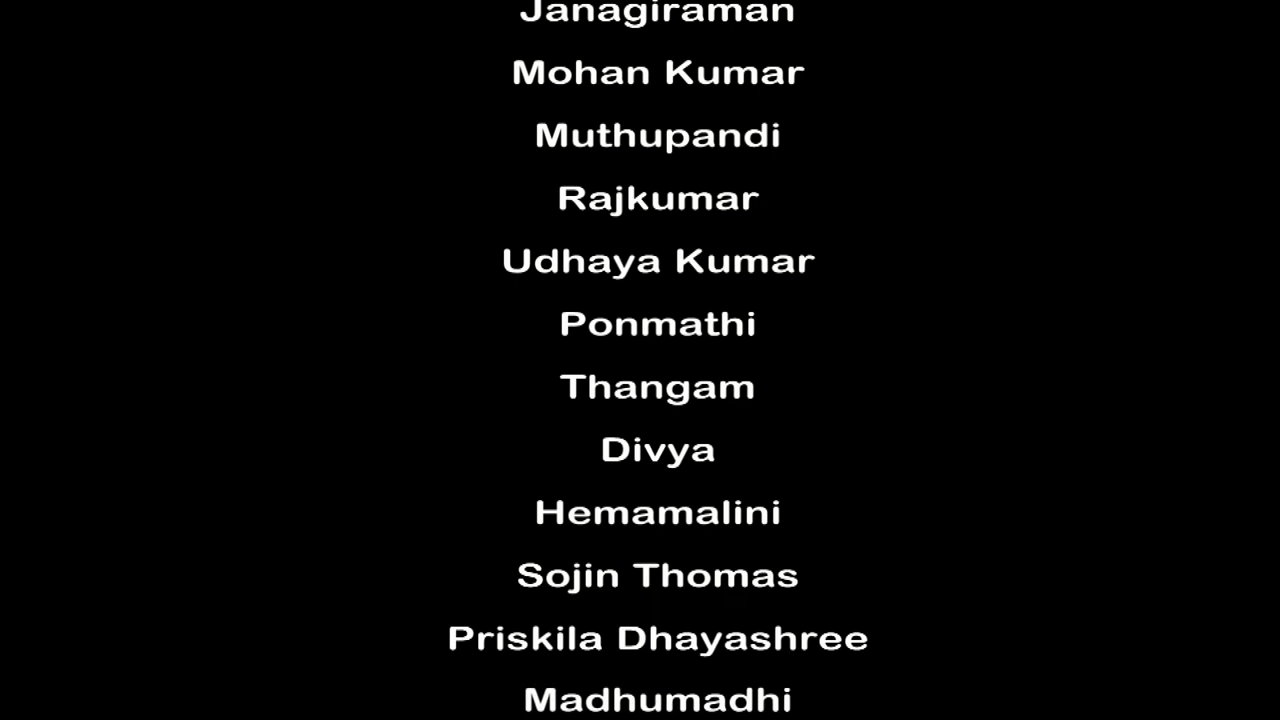 Janagiraman
Mohan Kumar
Muthupandi
Rajkumar
Udhaya Kumar
Ponmathi
Thangam
Divya
Hemamalini
Sojin Thomas
Priskila Dhayashree
Madhumadhi